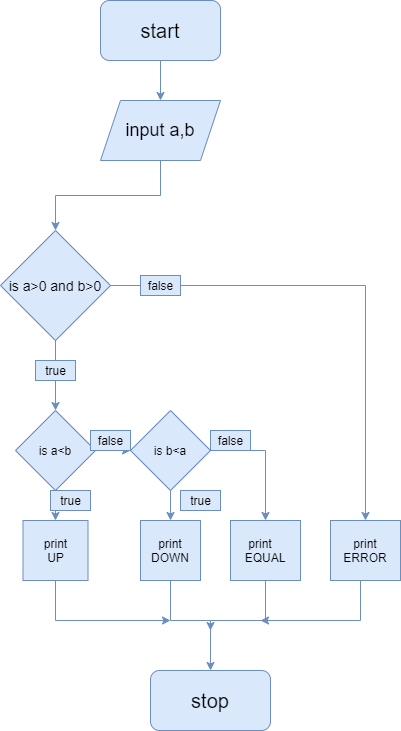 start
input a,b
is a>0 and b>0
false
true
is a<b
false
is b<a
false
true
true
print
UP
print
DOWN
print
EQUAL
print
ERROR
stop